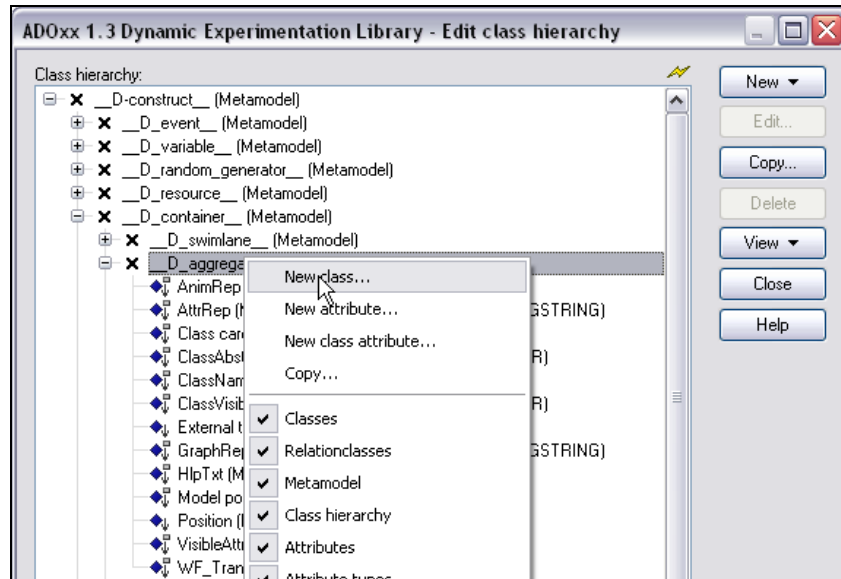 ADOxx 1.3 Dynamic Experimentation Library - Edit class hierarchy
Class hierarchy:
__D-construct__ (Metamodel)
__D_event__ (Metamodel)
__D_variable__ (Metamodel)
__D_random_generator__ (Metamodel)
__D_resource__ (Metamodel)
__D_container__ (Metamodel)
__D_swimlane__ (Metamodel)
__D_aggrega
AnimRep
AttrRep (M GSTRING)
Class car
ClassAbst R)
ClassNam
ClassVisib R)
External t
GraphRep GSTRING)
HlpTxt (M
Model po
Position (
VisibleAttr
WF_Tran
New class...
New attribute...
New class attribute...
Copy...
Classes
Relationclasses
Metamodel
Class hierarchy
Attributes
Attribute types
New
Edit...
Copy...
Delete
View
Close
Help